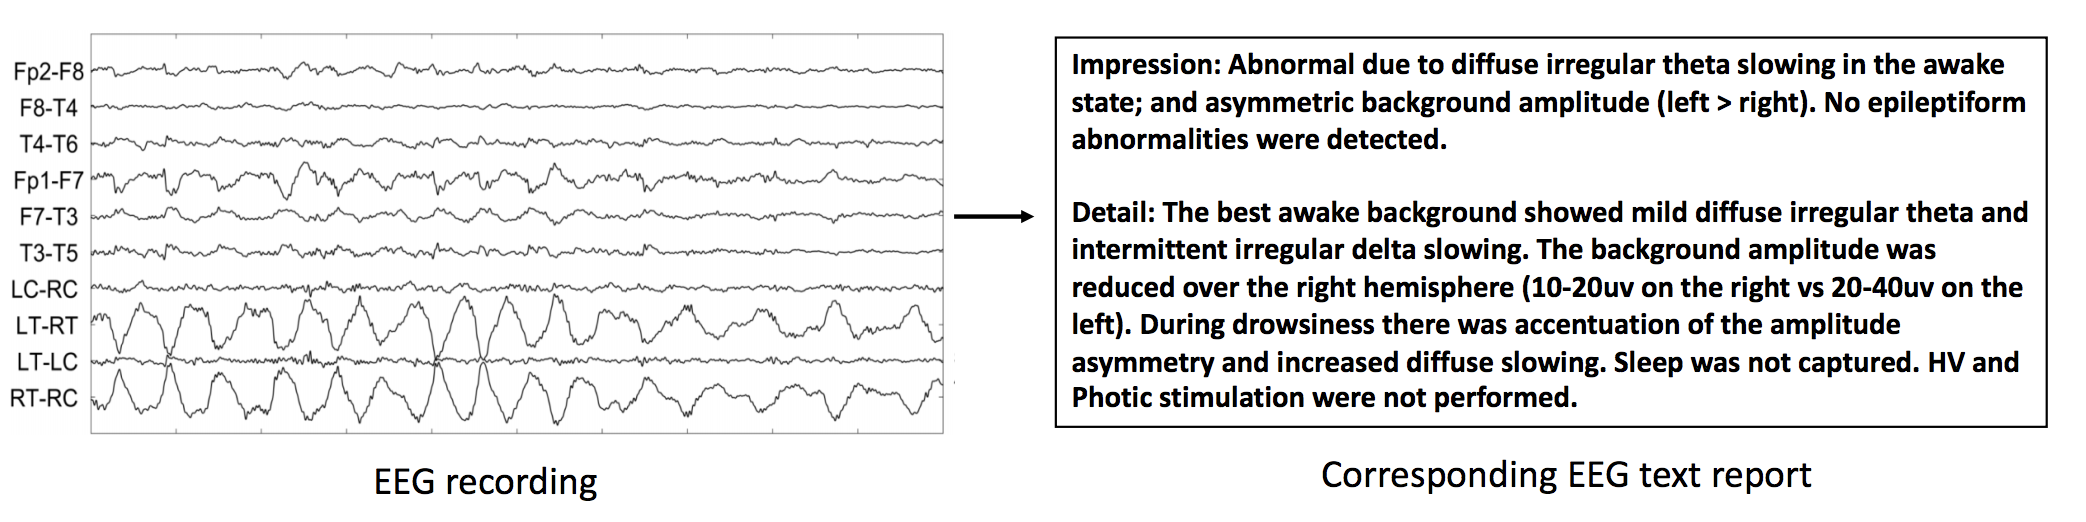 Fp2-F8
F8-T4
T4-T6
Fp1-F7
F7-T3
T3-T5
LC-RC
LT-RT
LT-LC
RT-RC
EEG recording
Impression: Abnormal due to diffuse irregular theta slowing in the awake
state; and asymmetric background amplitude (left > right). No epileptiform
abnormalities were detected.
Detail: The best awake background showed mild diffuse irregular theta and
intermittent irregular delta slowing. The background amplitude was
reduced over the right hemisphere (10-20uv on the right vs 20-40uv on the
left). During drowsiness there was accentuation of the amplitude
asymmetry and increased diffuse slowing. Sleep was not captured. HV and
Photic stimulation were not performed.
Corresponding EEG text report